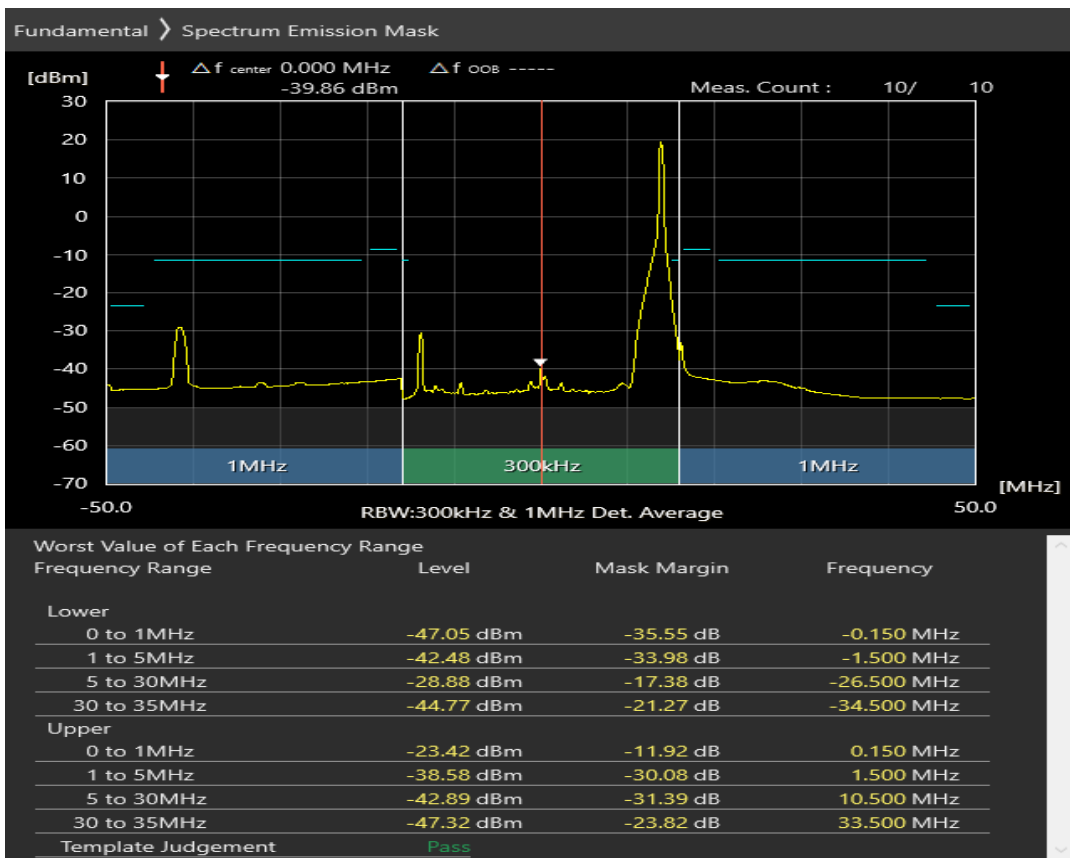 Fundamental 〉 Spectrum Emission Mask
[dBm] △f center 0.000 MHz △f OOB -----
-39.86 dBm Meas. Count : 10/ 10
30
20
10
0
-10
-20
-30
-40
-50
-60
1MHz 300kHz 1MHz
-70
[MHz]
-50.0 RBW:300kHz & 1MHz Det. Average 50.0
Worst Value of Each Frequency Range
Frequency Range Level Mask Margin Frequency
Lower
0 to 1MHz -47.05 dBm -35.55 dB -0.150 MHz
1 to 5MHz -42.48 dBm -33.98 dB -1.500 MHz
5 to 30MHz -28.88 dBm -17.38 dB -26.500 MHz
30 to 35MHz -44.77 dBm -21.27 dB -34.500 MHz
Upper
0 to 1MHz -23.42 dBm -11.92 dB 0.150 MHz
1 to 5MHz -38.58 dBm -30.08 dB 1.500 MHz
5 to 30MHz -42.89 dBm -31.39 dB 10.500 MHz
30 to 35MHz -47.32 dBm -23.82 dB 33.500 MHz
Template Judgement Pass